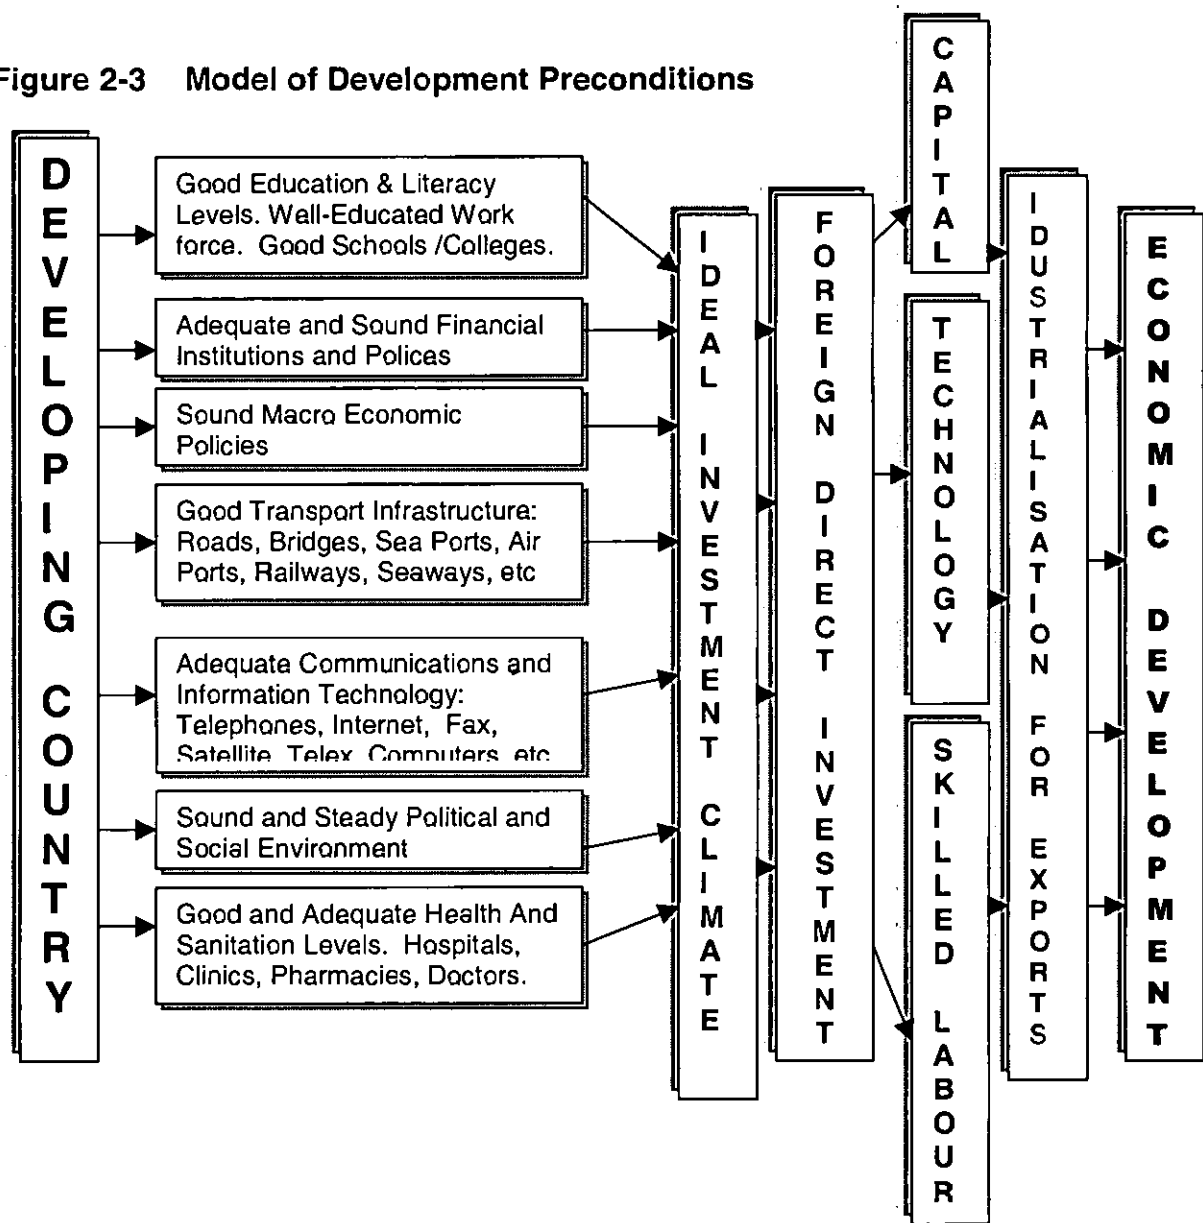 Figure 2-3 Model of Development Preconditions
DEVELOPING COUNTRY
Good Education & Literacy
Levels. Well-Educated Work
force. Good Schools /Colleges.
Adequate and Sound Financial
Institutions and Polices
Sound Macro Economic
Policies
Good Transport Infrastructure:
Roads, Bridges, Sea Ports, Air
Ports, Railways, Seaways, etc
Adequate Communications and
Information Technology:
Telephones, Internet, Fax,
Satellite, Telex, Computers, etc
Sound and Steady Political and
Social Environment
Good and Adequate Health And
Sanitation Levels. Hospitals,
Clinics, Pharmacies, Doctors.
IDEAL INVESTMENT CLIMATE
FOREIGN DIRECT INVESTMENT
CAPITAL
TECHNOLOGY
SKILLED LABOUR
IDUSTRIALISATION FOR EXPORTS
ECONOMIC DEVELOPMENT